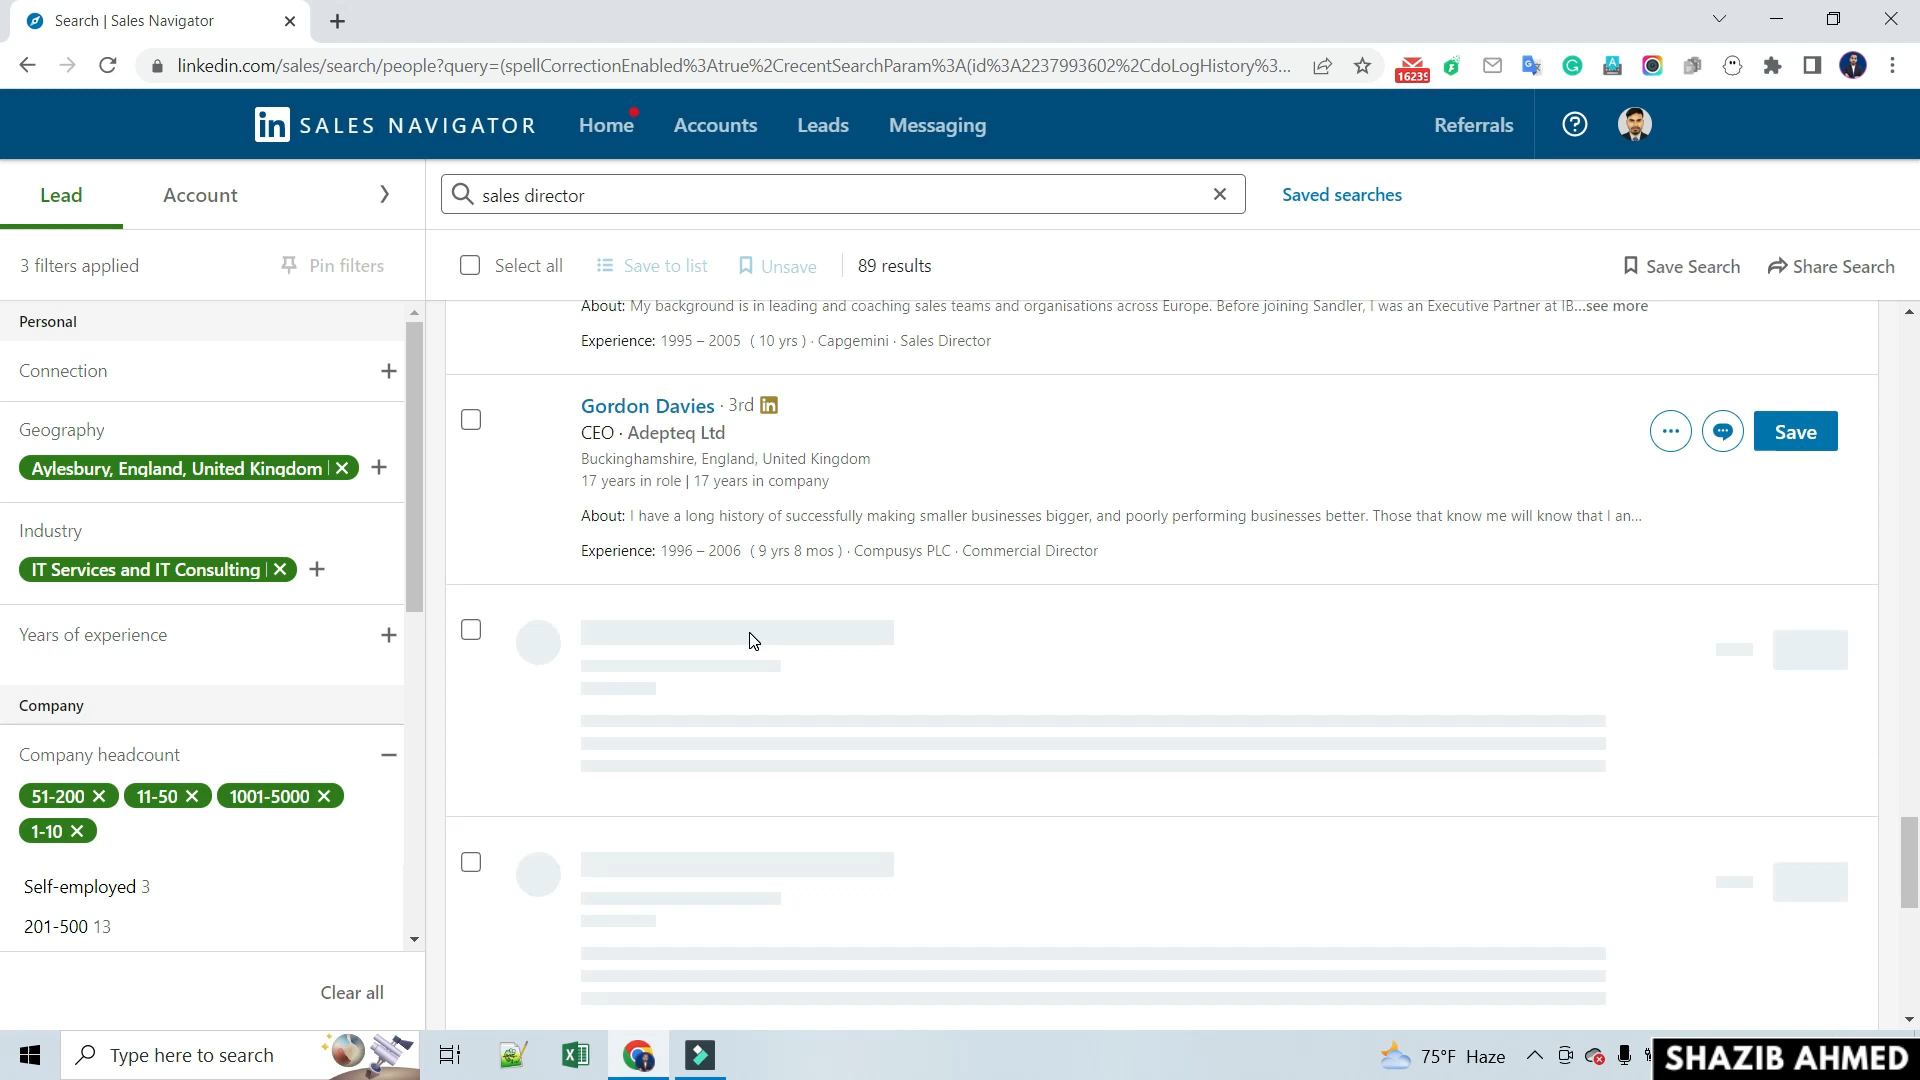 Search | Sales Navigator
linkedin.com/sales/search/people?query=(spellCorrectionEnabled%3Atrue%2CrecentSearchParam%3A(id%3A2237993602%2CdoLogHistory%3...
16239
in SALES NAVIGATOR
Home
Accounts
Leads
Messaging
Referrals
Lead
Account
sales director
Saved searches
3 filters applied
Pin filters
Select all
Save to list
Unsave
89 results
Save Search
Share Search
Personal
Connection
Geography
Aylesbury, England, United Kingdom
Industry
IT Services and IT Consulting
Years of experience
Company
Company headcount
51-200
11-50
1001-5000
1-10
Self-employed 3
201-500 13
Clear all
About: My background is in leading and coaching sales teams and organisations across Europe. Before joining Sandler, I was an Executive Partner at IB...see more
Experience: 1995 – 2005 ( 10 yrs ) · Capgemini · Sales Director
Gordon Davies · 3rd in
CEO · Adepteq Ltd
Buckinghamshire, England, United Kingdom
17 years in role | 17 years in company
About: I have a long history of successfully making smaller businesses bigger, and poorly performing businesses better. Those that know me will know that I an...
Experience: 1996 – 2006 ( 9 yrs 8 mos ) · Compusys PLC · Commercial Director
Save
Type here to search
75°F Haze
SHAZIB AHMED